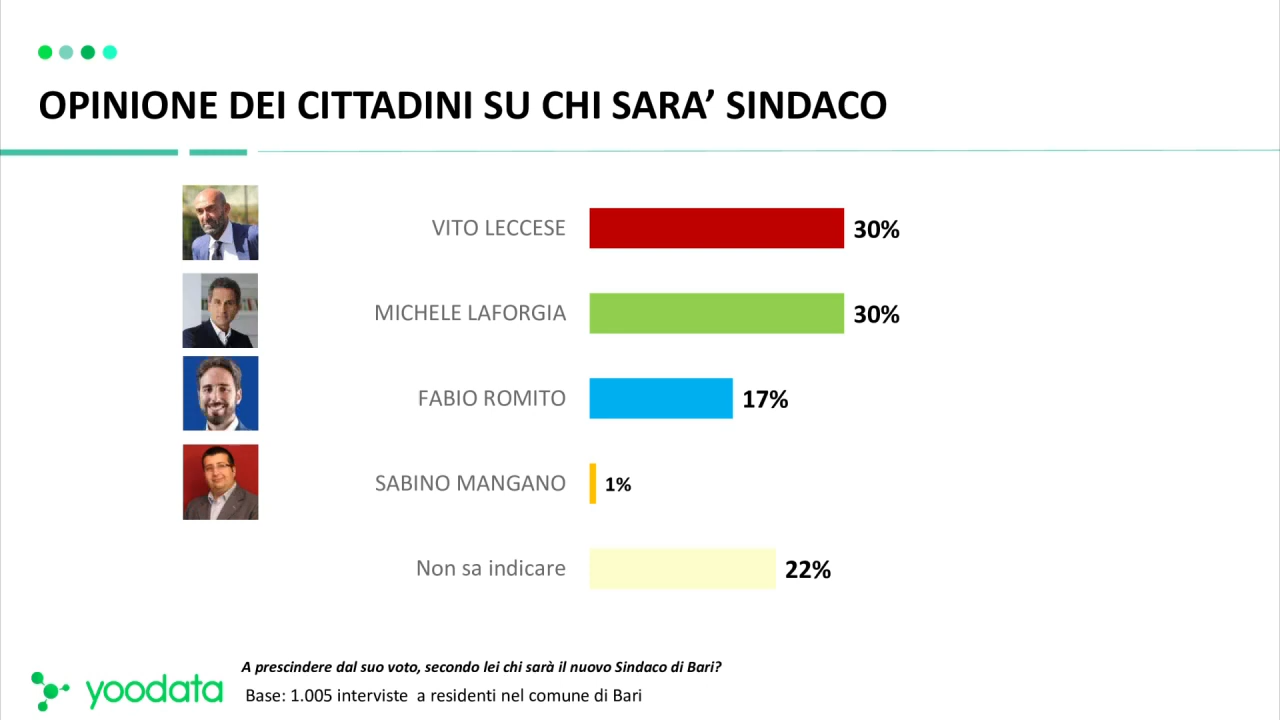 OPINIONE DEI CITTADINI SU CHI SARA’ SINDACO
VITO LECCESE 30%
MICHELE LAFORGIA 30%
FABIO ROMITO 17%
SABINO MANGANO 1%
Non sa indicare 22%
A prescindere dal suo voto, secondo lei chi sarà il nuovo Sindaco di Bari?
yoodata
Base: 1.005 interviste a residenti nel comune di Bari